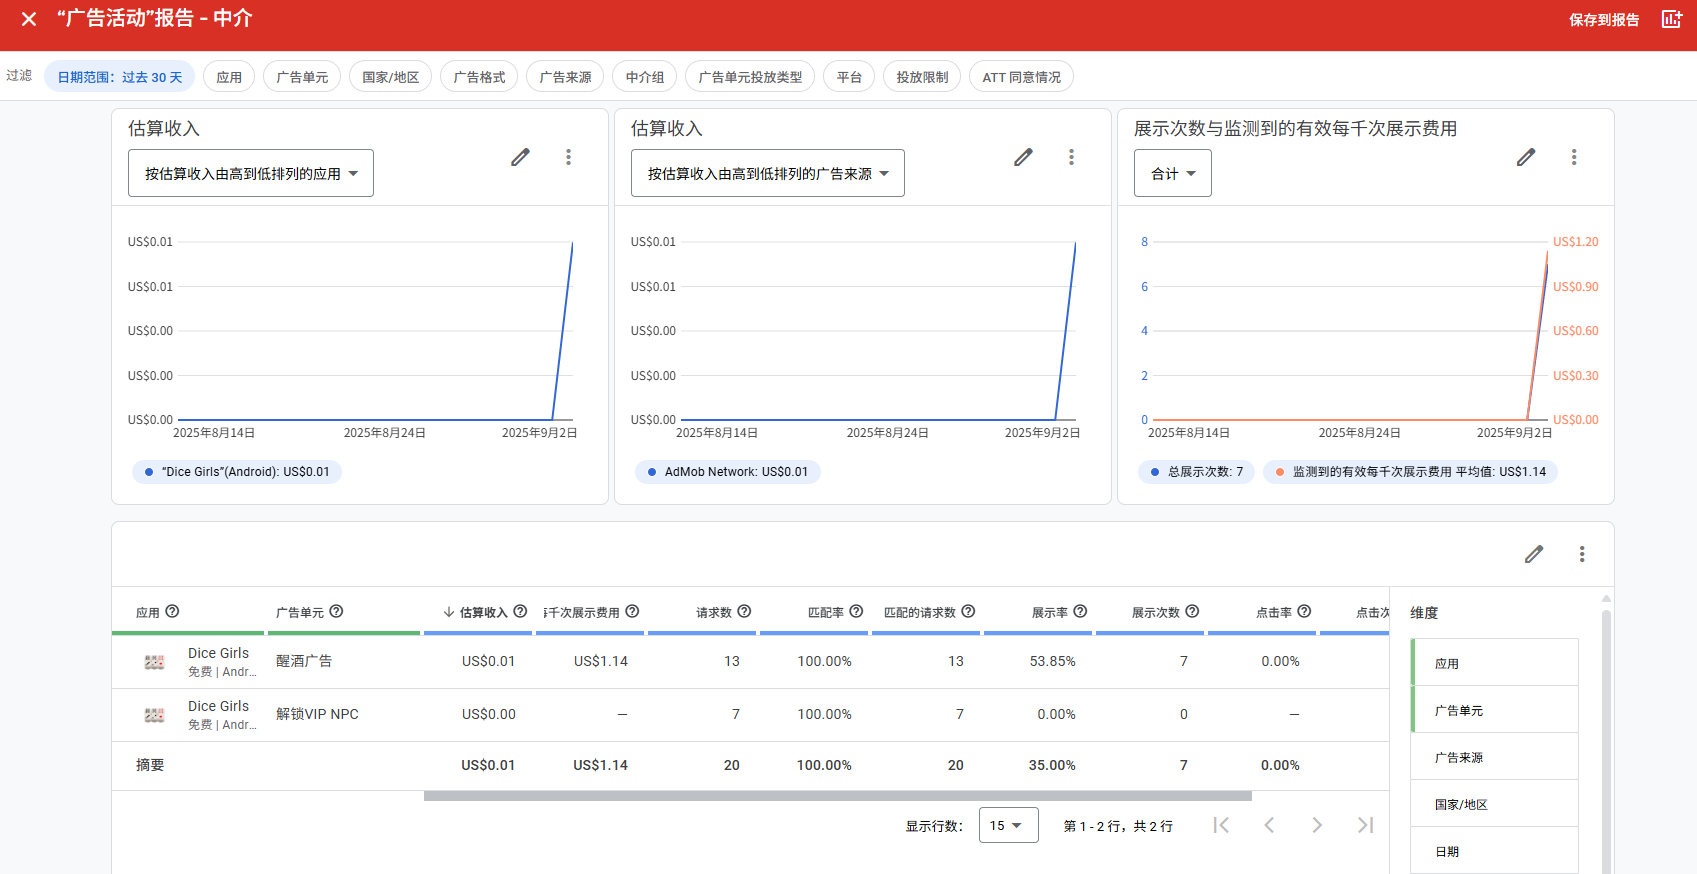 “广告活动”报告 - 中介
保存到报告
过滤
日期范围：过去 30 天
应用
广告单元
国家/地区
广告格式
广告来源
中介组
广告单元投放类型
平台
投放限制
ATT 同意情况
估算收入
按估算收入由高到低排列的应用
US$0.01
US$0.01
US$0.00
US$0.00
US$0.00
2025年8月14日
2025年8月24日
2025年9月2日
“Dice Girls”(Android): US$0.01
估算收入
按估算收入由高到低排列的广告来源
US$0.01
US$0.01
US$0.00
US$0.00
US$0.00
2025年8月14日
2025年8月24日
2025年9月2日
AdMob Network: US$0.01
展示次数与监测到的有效每千次展示费用
合计
8
6
4
2
0
US$1.20
US$0.90
US$0.60
US$0.30
US$0.00
2025年8月14日
2025年8月24日
2025年9月2日
总展示次数: 7
监测到的有效每千次展示费用 平均值: US$1.14
应用 广告单元 估算收入 千次展示费用 请求数 匹配率 匹配的请求数 展示率 展示次数 点击率 点击次
Dice Girls 醒酒广告 US$0.01 US$1.14 13 100.00% 13 53.85% 7 0.00%
免费 | Andr...
Dice Girls 解锁VIP NPC US$0.00 — 7 100.00% 7 0.00% 0 —
免费 | Andr...
摘要 US$0.01 US$1.14 20 100.00% 20 35.00% 7 0.00%
显示行数： 15 第 1 - 2 行，共 2 行
维度
应用
广告单元
广告来源
国家/地区
日期